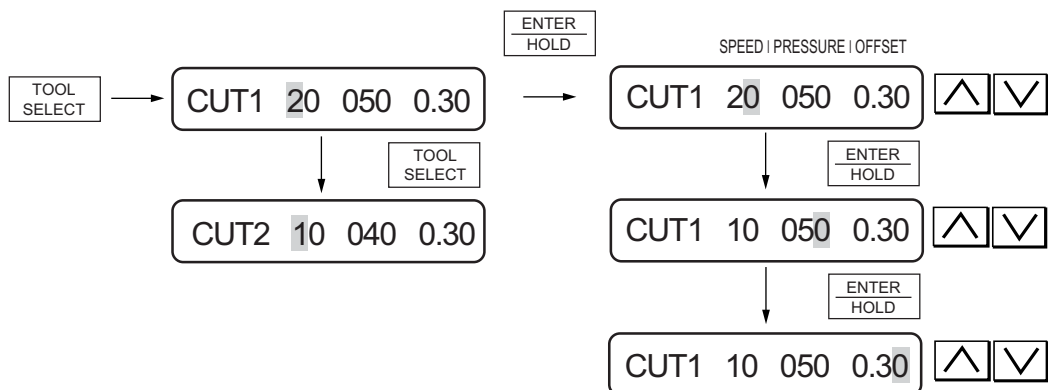 ENTER
HOLD
SPEED | PRESSURE | OFFSET
TOOL
SELECT
CUT1 20 050 0.30
CUT1 20 050 0.30
TOOL
SELECT
ENTER
HOLD
CUT2 10 040 0.30
CUT1 10 050 0.30
ENTER
HOLD
CUT1 10 050 0.30